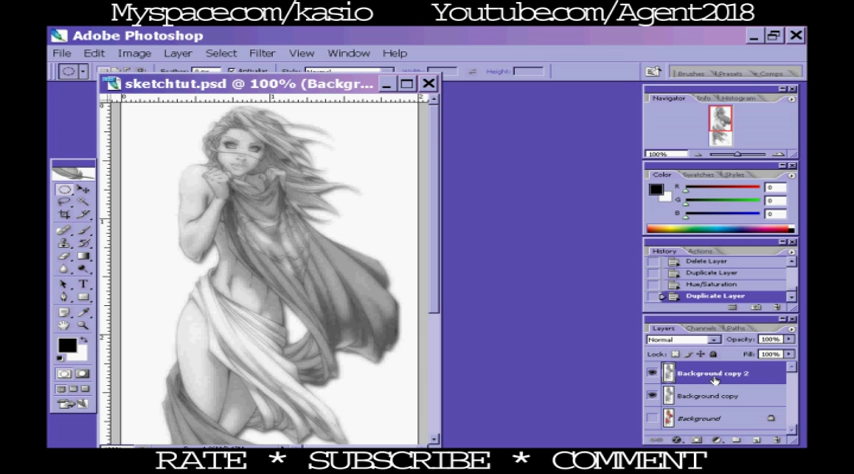 Myspace.com/kasio Youtube.com/Agent2018
Adobe Photoshop
File Edit Image Layer Select Filter View Window Help
Brushes Presets Comps
sketchtut.psd @ 100% (Backgr...
Navigator Info Histogram
100%
Color Swatches Styles
R 0
G 0
B 0
History Actions
Delete Layer
Duplicate Layer
Hue/Saturation
Duplicate Layer
Layers Channels Paths
Normal Opacity: 100%
Lock: Fill: 100%
Background copy 2
Background copy
Background
RATE * SUBSCRIBE * COMMENT